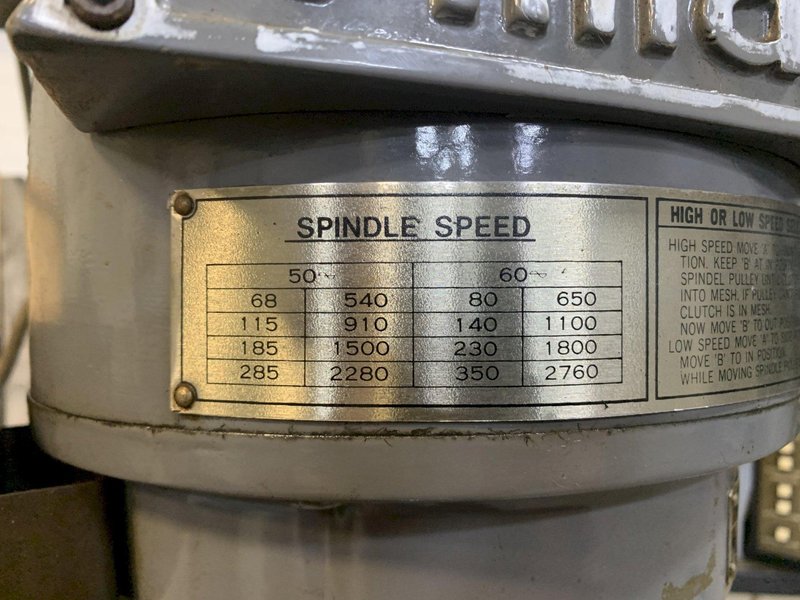 SPINDLE SPEED
50~ 60~
68 540 80 650
115 910 140 1100
185 1500 230 1800
285 2280 350 2760
HIGH OR LOW SPEED
HIGH SPEED MOVE 'A'
TION. KEEP 'B' AT IN
SPINDEL PULLEY
INTO MESH. IF PULLEY
CLUTCH IS IN MESH.
NOW MOVE 'B' TO OUT
LOW SPEED MOVE 'A' TO
MOVE 'B' TO IN POSITION
WHILE MOVING SPINDLE